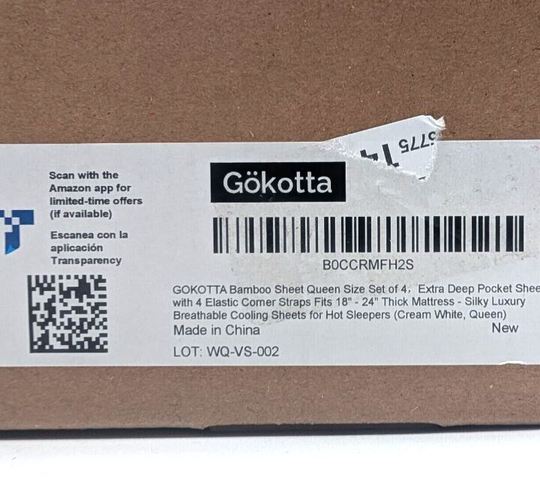 Scan with the
Amazon app for
limited-time offers
(if available)
Escanea con la
aplicación
Transparency
5775
14
Gökotta
B0CCRMFH2S
GOKOTTA Bamboo Sheet Queen Size Set of 4, Extra Deep Pocket Shee
with 4 Elastic Corner Straps Fits 18" - 24" Thick Mattress - Silky Luxury
Breathable Cooling Sheets for Hot Sleepers (Cream White, Queen)
Made in China
New
LOT: WQ-VS-002